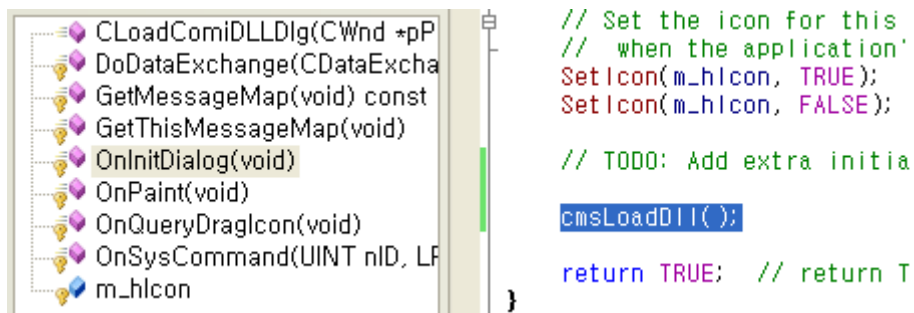 CLoadComiDLLDlg(CWnd *pP
DoDataExchange(CDataExcha
GetMessageMap(void) const
GetThisMessageMap(void)
OnInitDialog(void)
OnPaint(void)
OnQueryDragIcon(void)
OnSysCommand(UINT nID, LP
m_hIcon
// Set the icon for this
//  when the application'
SetIcon(m_hIcon, TRUE);
SetIcon(m_hIcon, FALSE);
// TODO: Add extra initia
cmsLoadDll();
return TRUE;  // return T
}